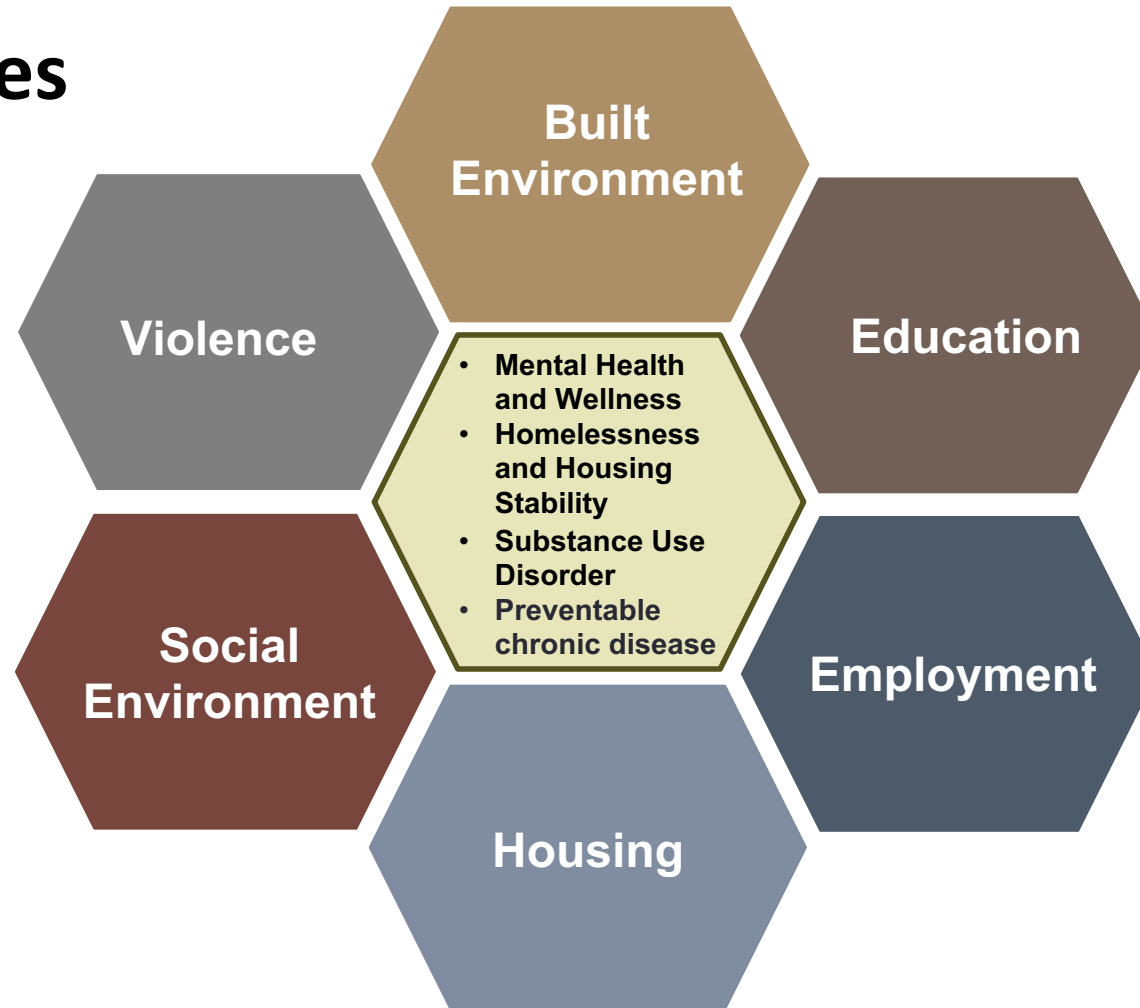 es
Built
Environment
Violence
Education
• Mental Health
and Wellness
• Homelessness
and Housing
Stability
• Substance Use
Disorder
• Preventable
chronic disease
Social
Environment
Employment
Housing